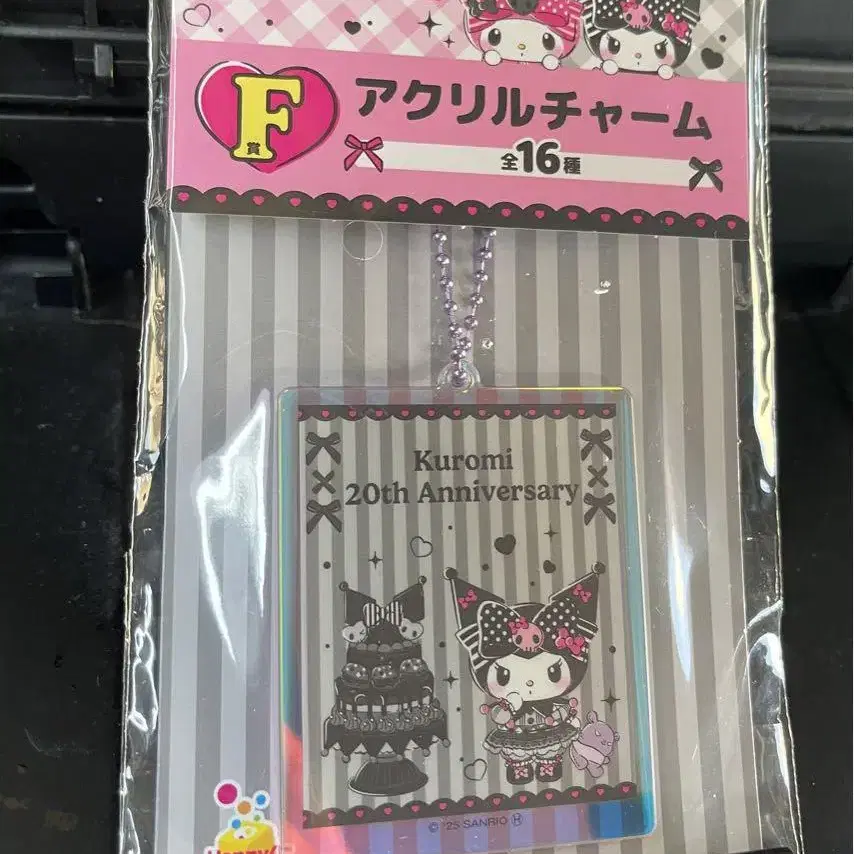 F
賞
アクリルチャーム
全16種
Kuromi
20th Anniversary
© '25 SANRIO Ⓗ